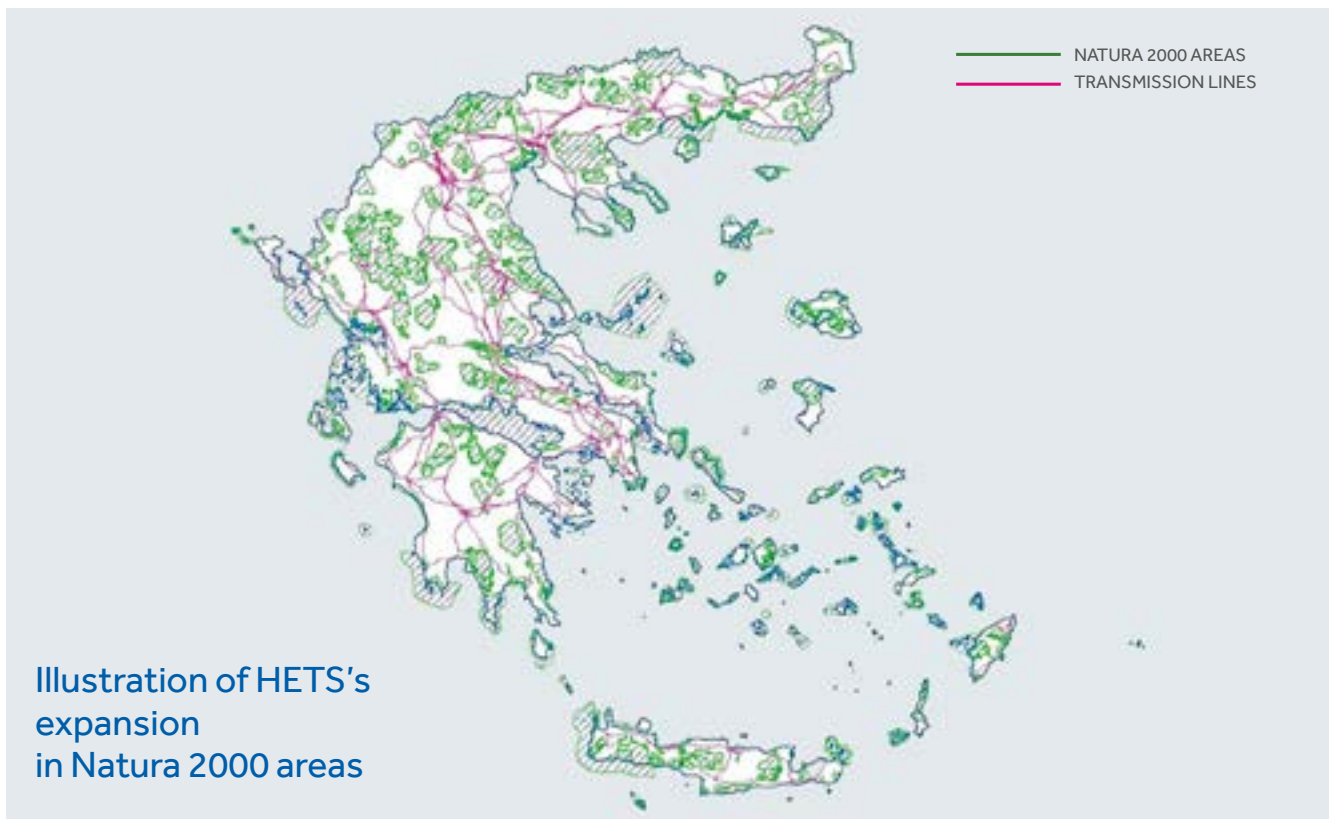 NATURA 2000 AREAS
TRANSMISSION LINES
Illustration of HETS's
expansion
in Natura 2000 areas